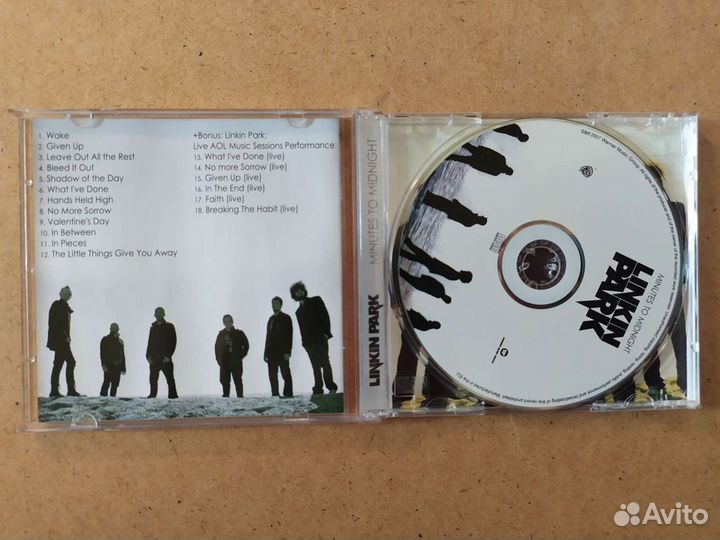 1. Wake
2. Given Up
3. Leave Out All the Rest
4. Bleed It Out
5. Shadow of the Day
6. What I've Done
7. Hands Held High
8. No More Sorrow
9. Valentine's Day
10. In Between
11. In Pieces
12. The Little Things Give You Away
+Bonus: Linkin Park:
Live AOL Music Sessions Performance
13. What I've Done (live)
14. No more Sorrow (live)
15. Given Up (live)
16. In The End (live)
17. Faith (live)
18. Breaking The Habit (live)
LINKIN PARK MINUTES TO MIDNIGHT
MINUTES TO MIDNIGHT
LINKIN
PARK
Avito